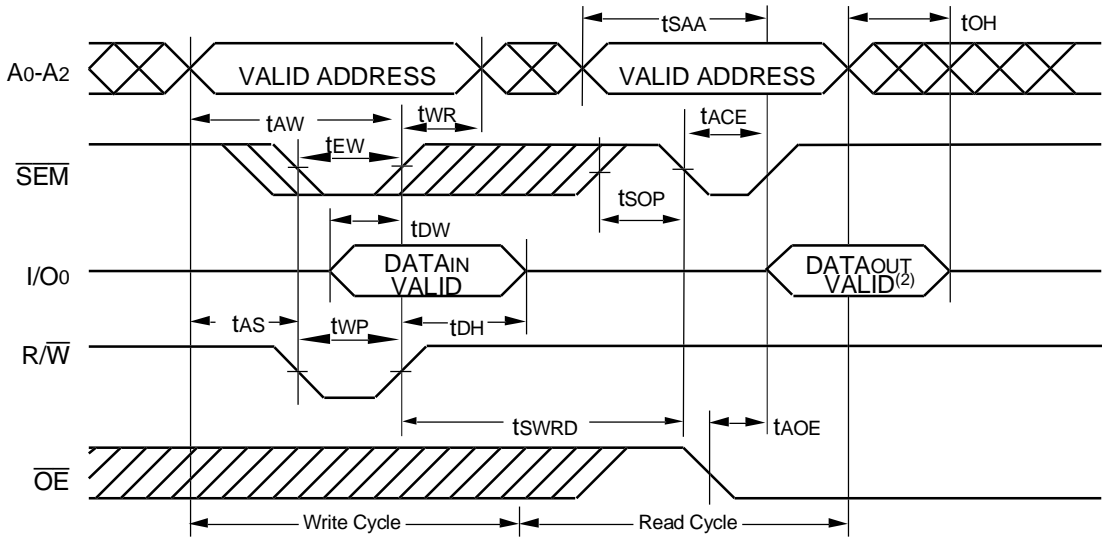 tSAA
tOH
A0-A2
VALID ADDRESS
VALID ADDRESS
tAW
tWR
tACE
tEW
SEM
tSOP
tDW
I/O0
DATAIN
VALID
DATAOUT
VALID(2)
tAS
tWP
tDH
R/W
tSWRD
tAOE
OE
Write Cycle
Read Cycle